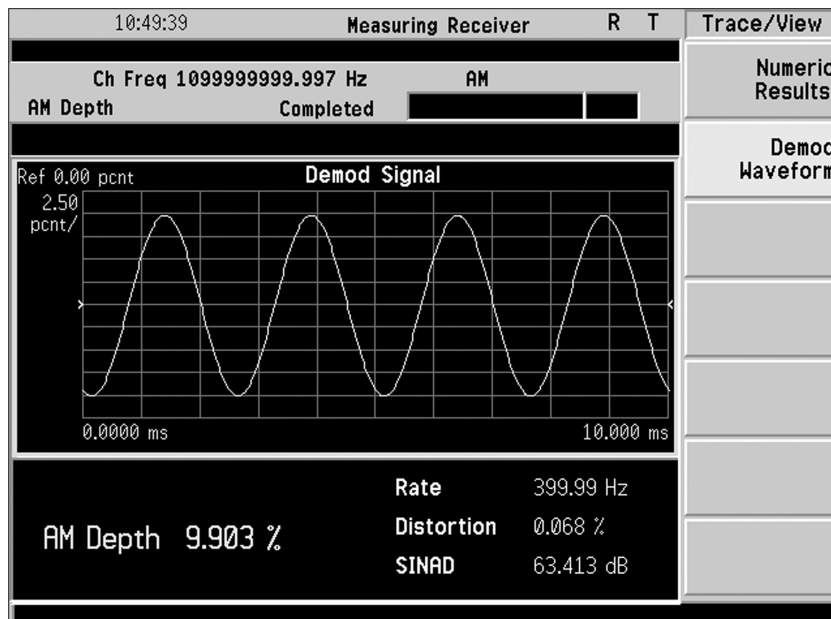 10:49:39 Measuring Receiver R T Trace/View
Ch Freq 1099999999.997 Hz AM
AM Depth Completed
Numeric
Results
Demod
Waveform
Ref 0.00 pcnt Demod Signal
2.50
pcnt/
0.0000 ms 10.000 ms
AM Depth 9.903 %
Rate 399.99 Hz
Distortion 0.068 %
SINAD 63.413 dB